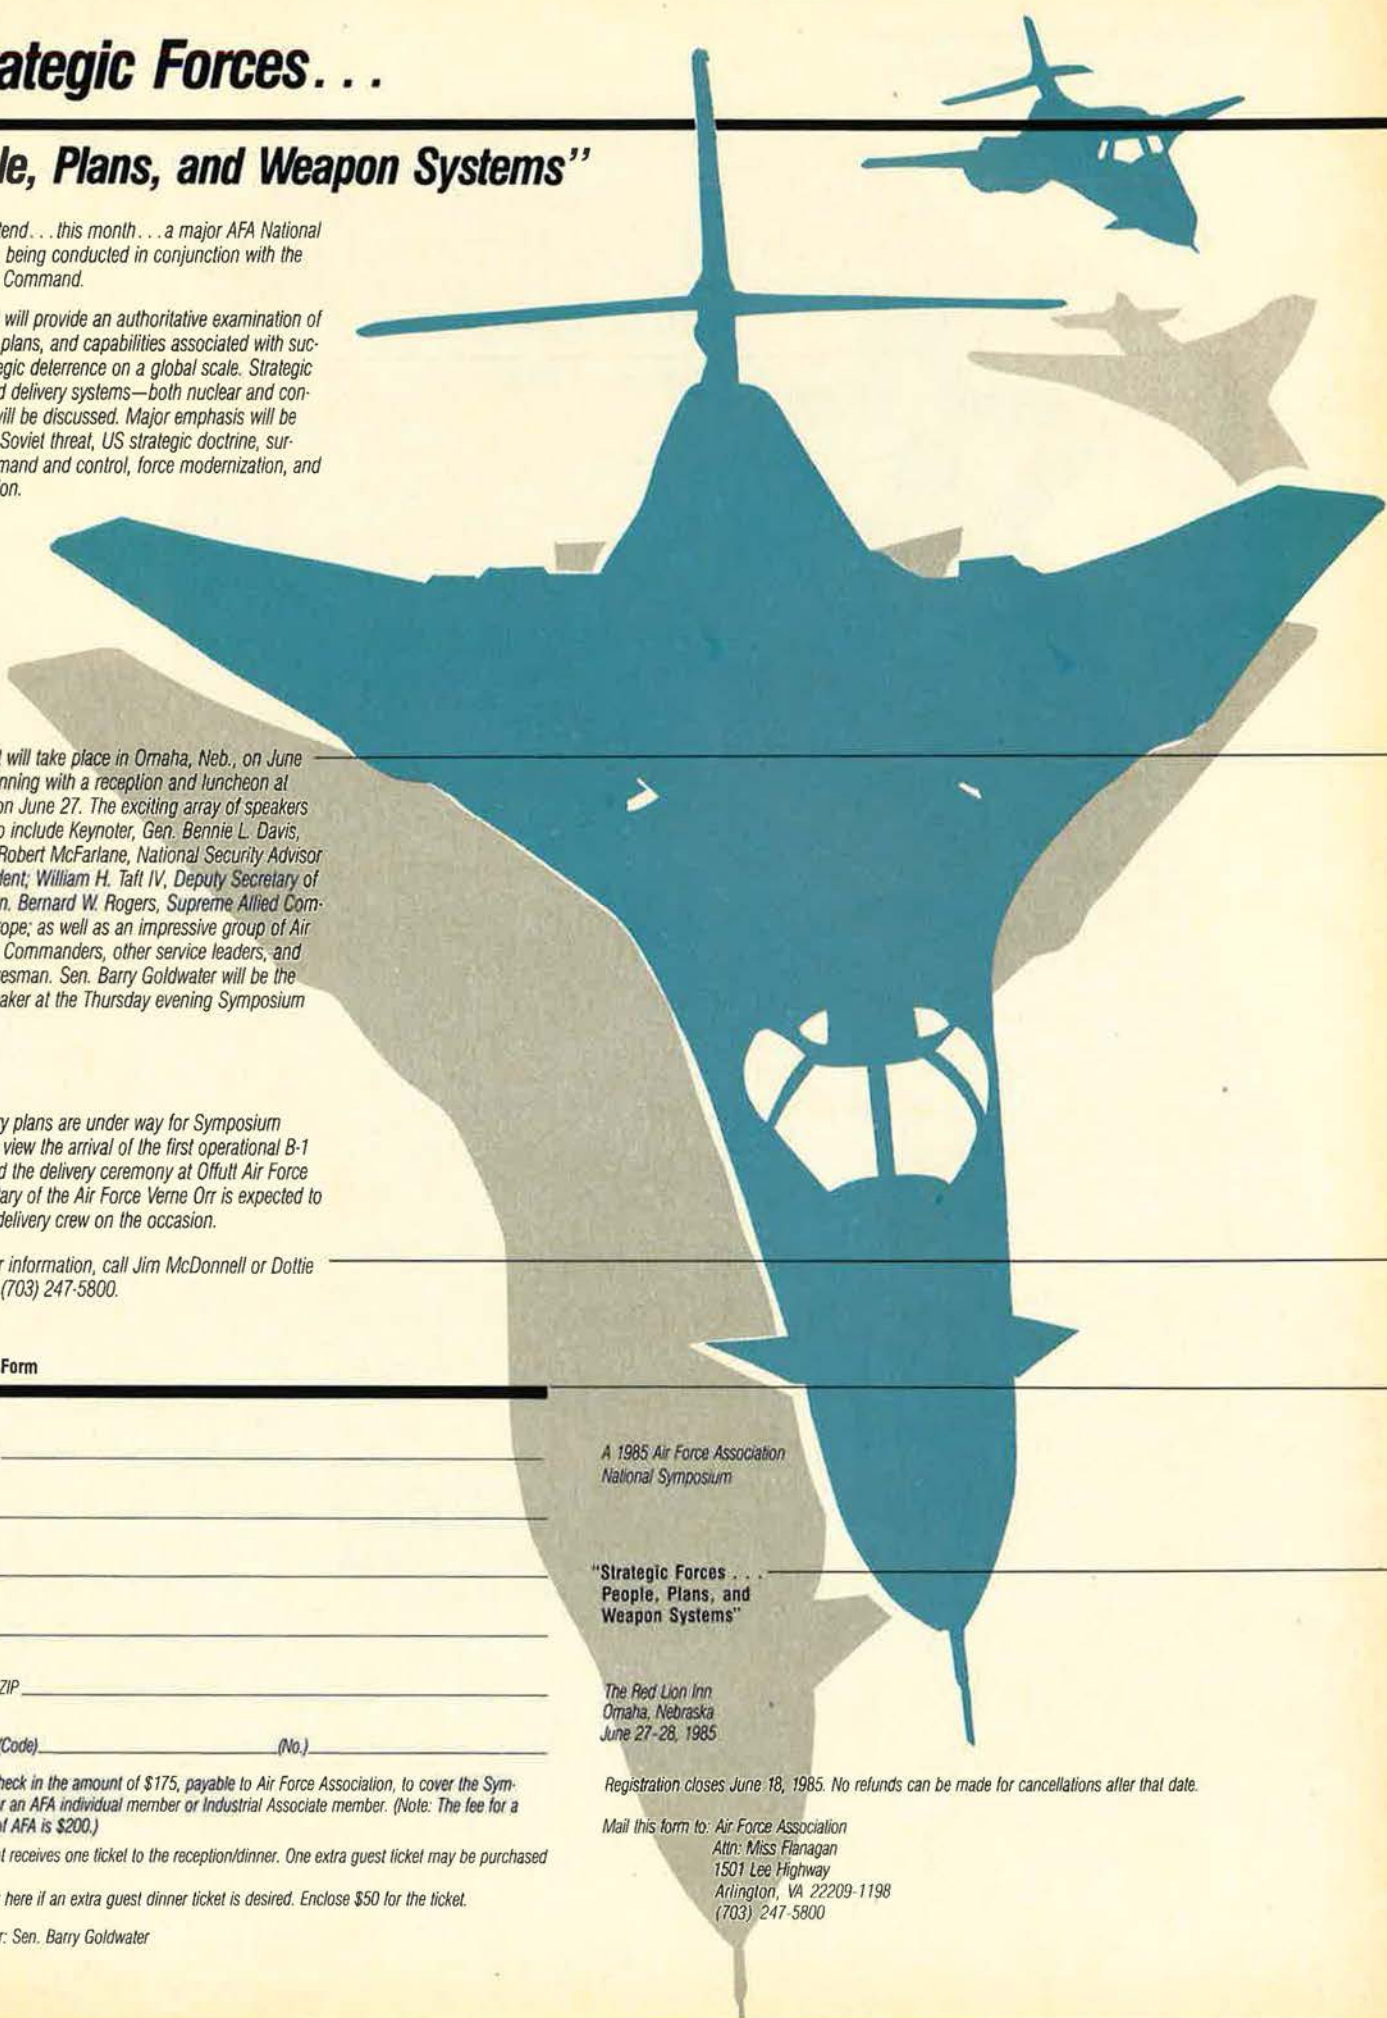 ategic Forces...
le, Plans, and Weapon Systems”
tend...this month...a major AFA National
being conducted in conjunction with the
Command.
will provide an authoritative examination of
plans, and capabilities associated with suc-
egic deterrence on a global scale. Strategic
d delivery systems—both nuclear and con-
will be discussed. Major emphasis will be
Soviet threat, US strategic doctrine, sur-
mand and control, force modernization, and
on.
will take place in Omaha, Neb., on June
nning with a reception and luncheon at
on June 27. The exciting array of speakers
o include Keynoter, Gen. Bennie L. Davis,
Robert McFarlane, National Security Advisor
dent; William H. Taft IV, Deputy Secretary of
n. Bernard W. Rogers, Supreme Allied Com-
rope; as well as an impressive group of Air
Commanders, other service leaders, and
esman. Sen. Barry Goldwater will be the
aker at the Thursday evening Symposium
ry plans are under way for Symposium
view the arrival of the first operational B-1
d the delivery ceremony at Offutt Air Force
ary of the Air Force Verne Orr is expected to
delivery crew on the occasion.
r information, call Jim McDonnell or Dottie
(703) 247-5800.
Form
ZIP
(Code) (No.)
heck in the amount of $175, payable to Air Force Association, to cover the Sym-
r an AFA individual member or Industrial Associate member. (Note: The fee for a
of AFA is $200.)
t receives one ticket to the reception/dinner. One extra guest ticket may be purchased
here if an extra guest dinner ticket is desired. Enclose $50 for the ticket.
r: Sen. Barry Goldwater
A 1985 Air Force Association
National Symposium
“Strategic Forces . . .
People, Plans, and
Weapon Systems”
The Red Lion Inn
Omaha, Nebraska
June 27-28, 1985
Registration closes June 18, 1985. No refunds can be made for cancellations after that date.
Mail this form to: Air Force Association
Attn: Miss Flanagan
1501 Lee Highway
Arlington, VA 22209-1198
(703) 247-5800